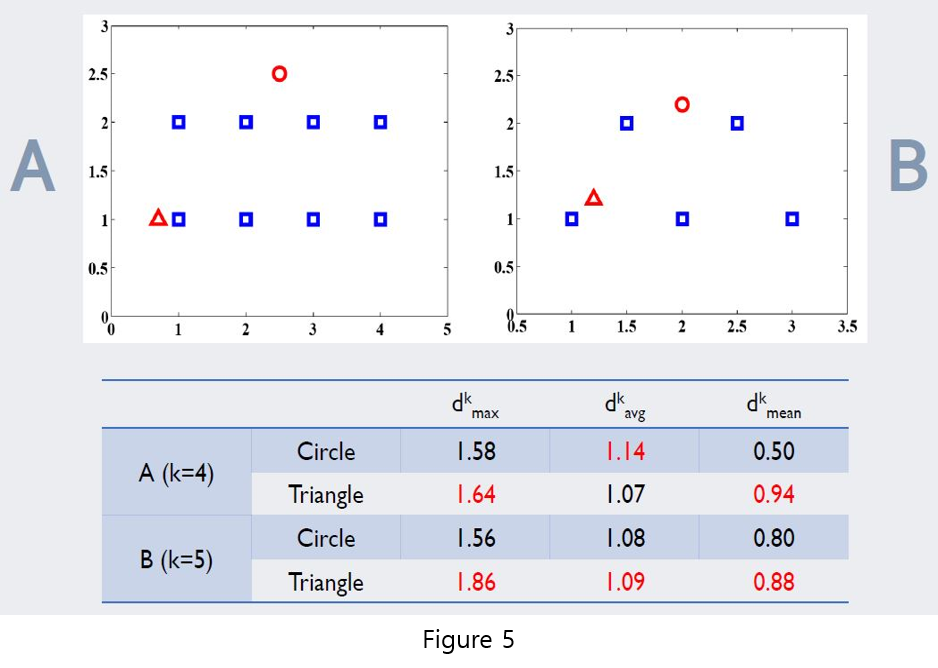 A
3
2.5
2
1.5
1
0.5
0
0 1 2 3 4 5
3
2.5
2
1.5
1
0.5
0
0.5 1 1.5 2 2.5 3 3.5
B
dᵏmax dᵏavg dᵏmean
A (k=4) Circle 1.58 1.14 0.50
Triangle 1.64 1.07 0.94
B (k=5) Circle 1.56 1.08 0.80
Triangle 1.86 1.09 0.88
Figure 5